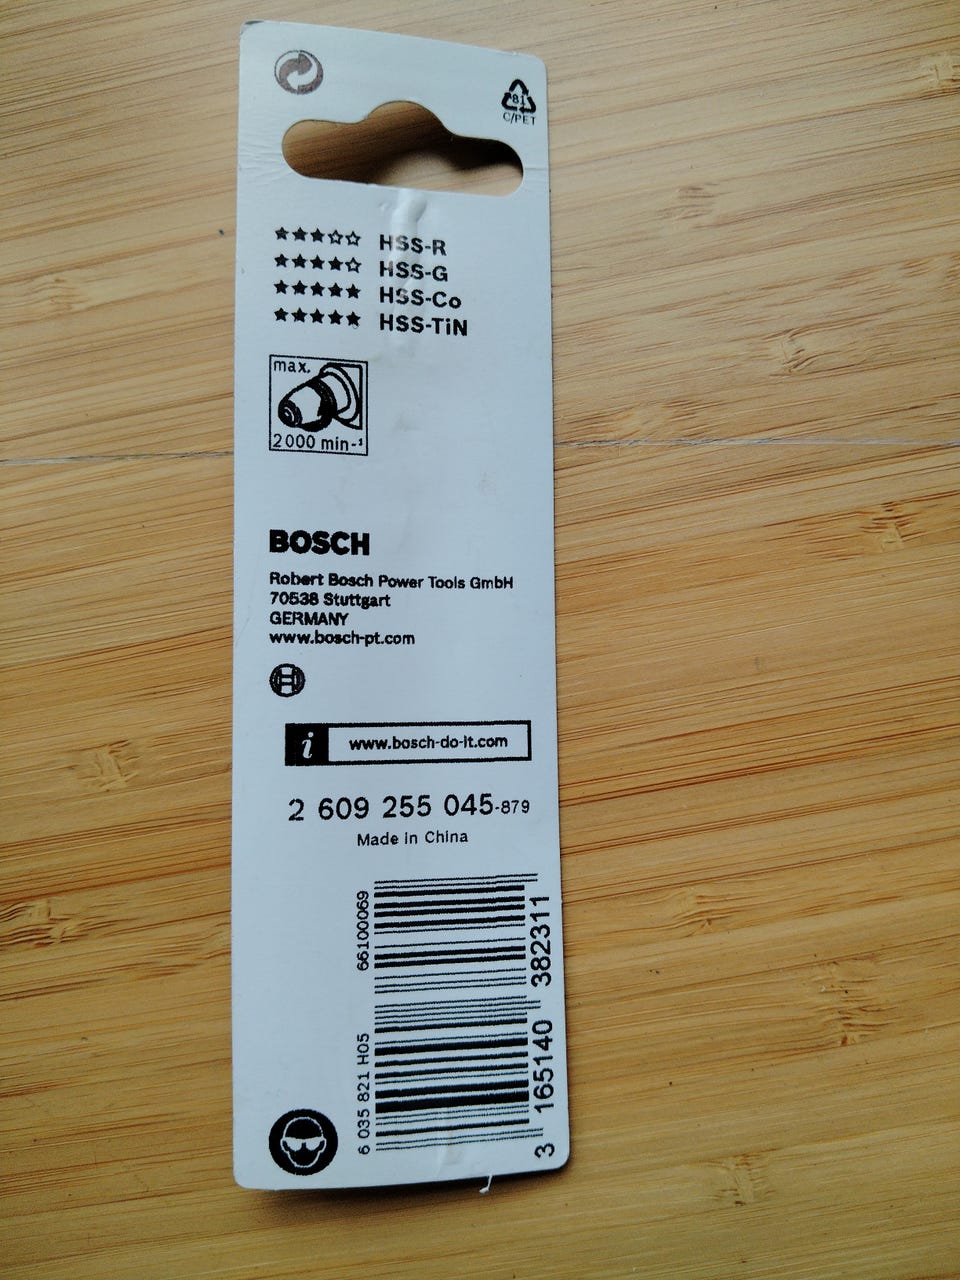 81
C/PET
★★★☆☆ HSS-R
★★★★☆ HSS-G
★★★★★ HSS-Co
★★★★★ HSS-TiN
max.
2000 min-¹
BOSCH
Robert Bosch Power Tools GmbH
70538 Stuttgart
GERMANY
www.bosch-pt.com
i www.bosch-do-it.com
2 609 255 045-879
Made in China
6 035 821 H05 66100069
3 165140 382311